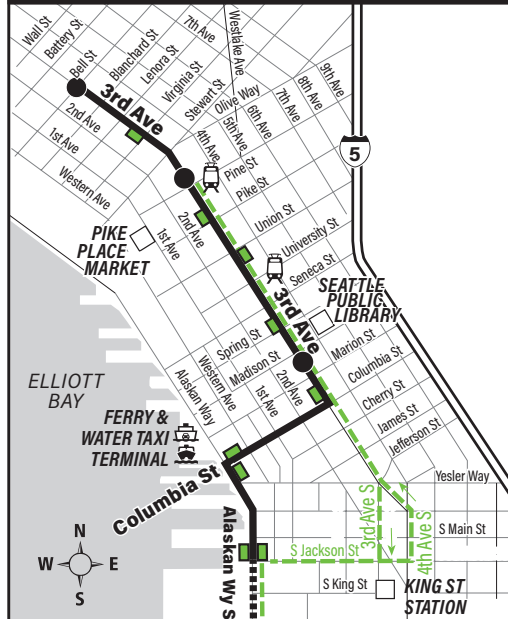 Wall St
Battery St
Bell St
Blanchard St
Lenora St
Virginia St
Stewart St
7th Ave
Westlake Ave
Olive Way
9th Ave
8th Ave
7th Ave
6th Ave
5th Ave
4th Ave
3rd Ave
2nd Ave
1st Ave
Western Ave
5
Pine St
Pike St
Union St
University St
Seneca St
PIKE
PLACE
MARKET
1st Ave
2nd Ave
3rd Ave
SEATTLE
PUBLIC
LIBRARY
Spring St
Madison St
Marion St
Columbia St
Cherry St
James St
Jefferson St
Alaskan Way
Western Ave
1st Ave
2nd Ave
ELLIOTT
BAY
FERRY &
WATER TAXI
TERMINAL
Columbia St
Yesler Way
Alaskan Wy S
3rd Ave S
4th Ave S
S Main St
S Jackson St
S King St
KING ST
STATION
N
W
E
S